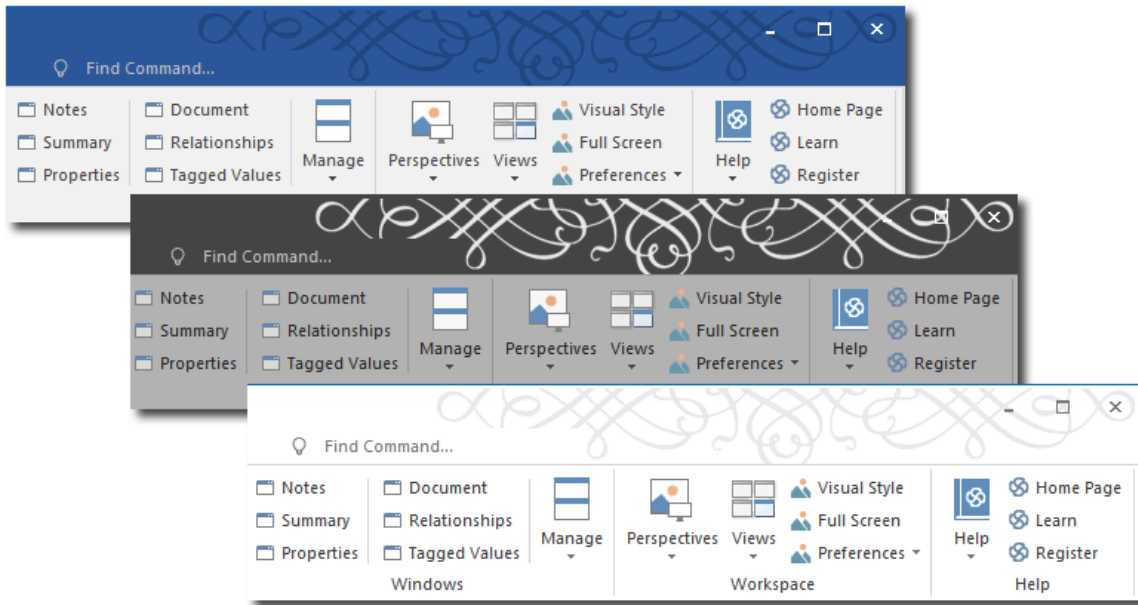 Find Command...
Notes Document Visual Style Home Page
Summary Relationships Full Screen Learn
Manage Perspectives Views Help
Properties Tagged Values Preferences Register
Find Command...
Notes Document Visual Style Home Page
Summary Relationships Full Screen Learn
Manage Perspectives Views Help
Properties Tagged Values Preferences Register
Find Command...
Notes Document Visual Style Home Page
Summary Relationships Full Screen Learn
Manage Perspectives Views Help
Properties Tagged Values Preferences Register
Windows Workspace Help